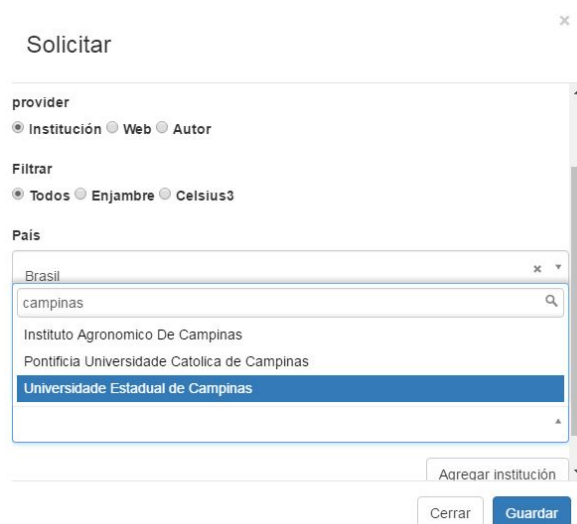 ×
Solicitar
provider
Institución Web Autor
Filtrar
Todos Enjambre Celsius3
País
Brasil ×
campinas
Instituto Agronomico De Campinas
Pontificia Universidade Catolica de Campinas
Universidade Estadual de Campinas
Agregar institución
Cerrar Guardar